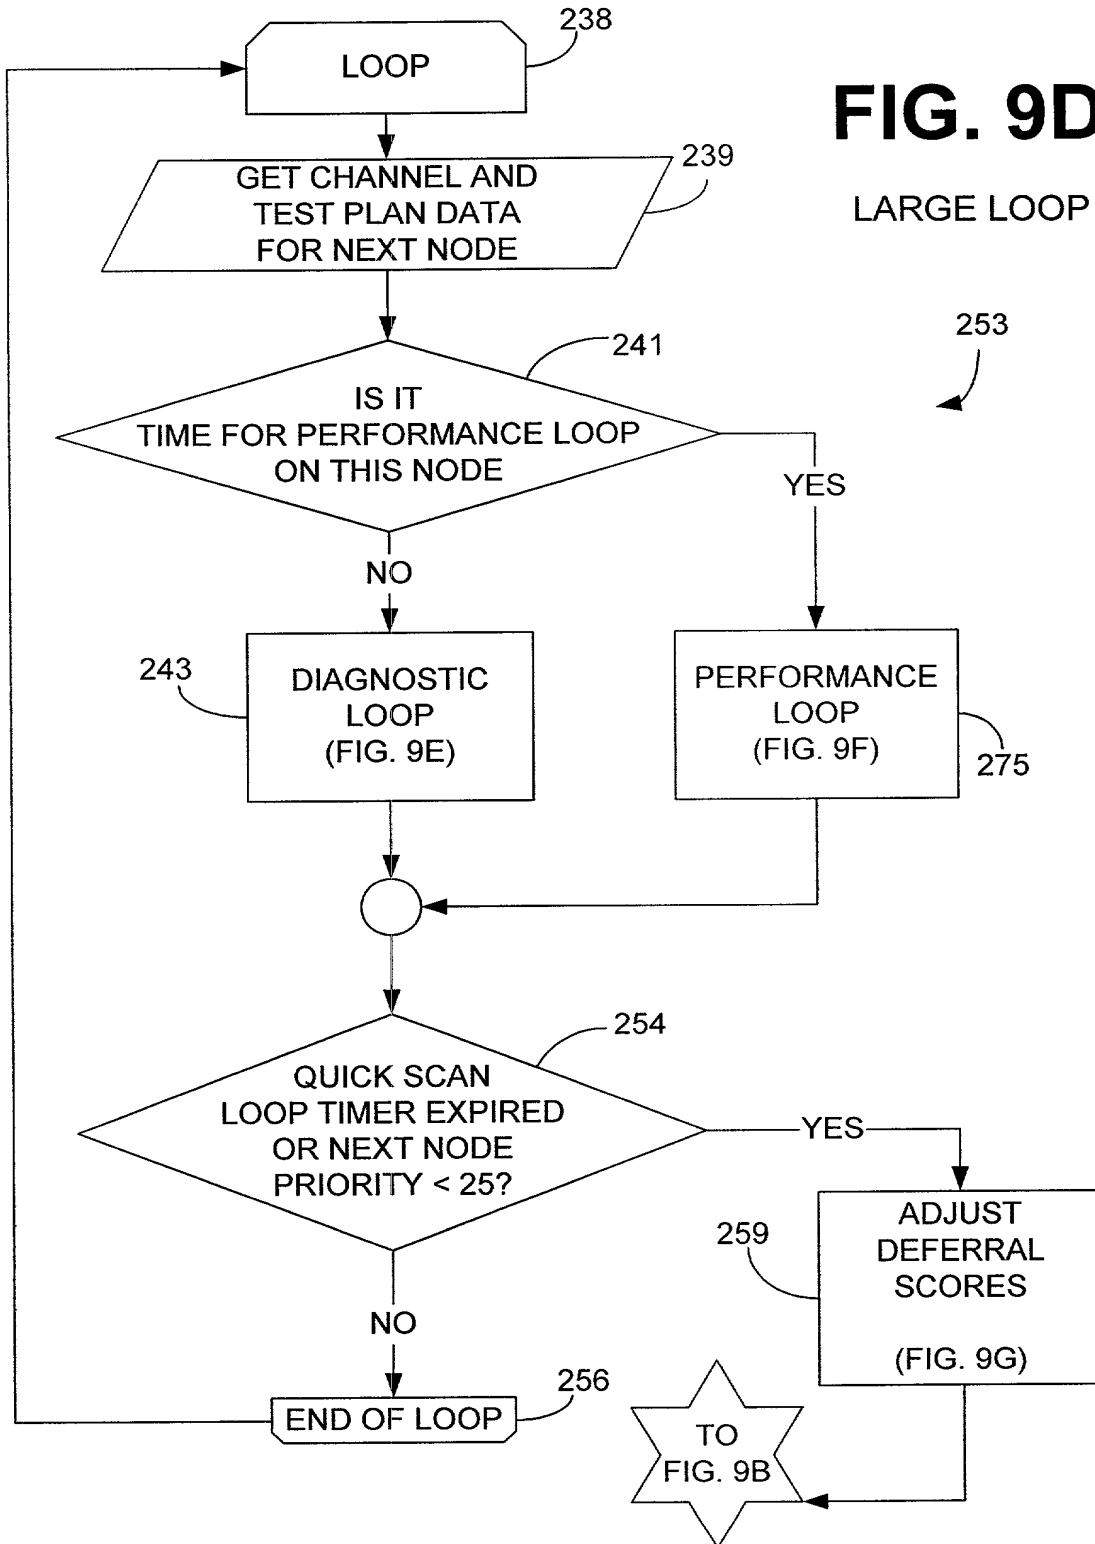 238
LOOP
FIG. 9D
239
GET CHANNEL AND
TEST PLAN DATA
FOR NEXT NODE
LARGE LOOP
253
241
IS IT
TIME FOR PERFORMANCE LOOP
ON THIS NODE
YES
NO
243
DIAGNOSTIC
LOOP
(FIG. 9E)
PERFORMANCE
LOOP
(FIG. 9F)
275
254
QUICK SCAN
LOOP TIMER EXPIRED
OR NEXT NODE
PRIORITY < 25?
YES
259
ADJUST
DEFERRAL
SCORES
(FIG. 9G)
NO
256
END OF LOOP
TO
FIG. 9B